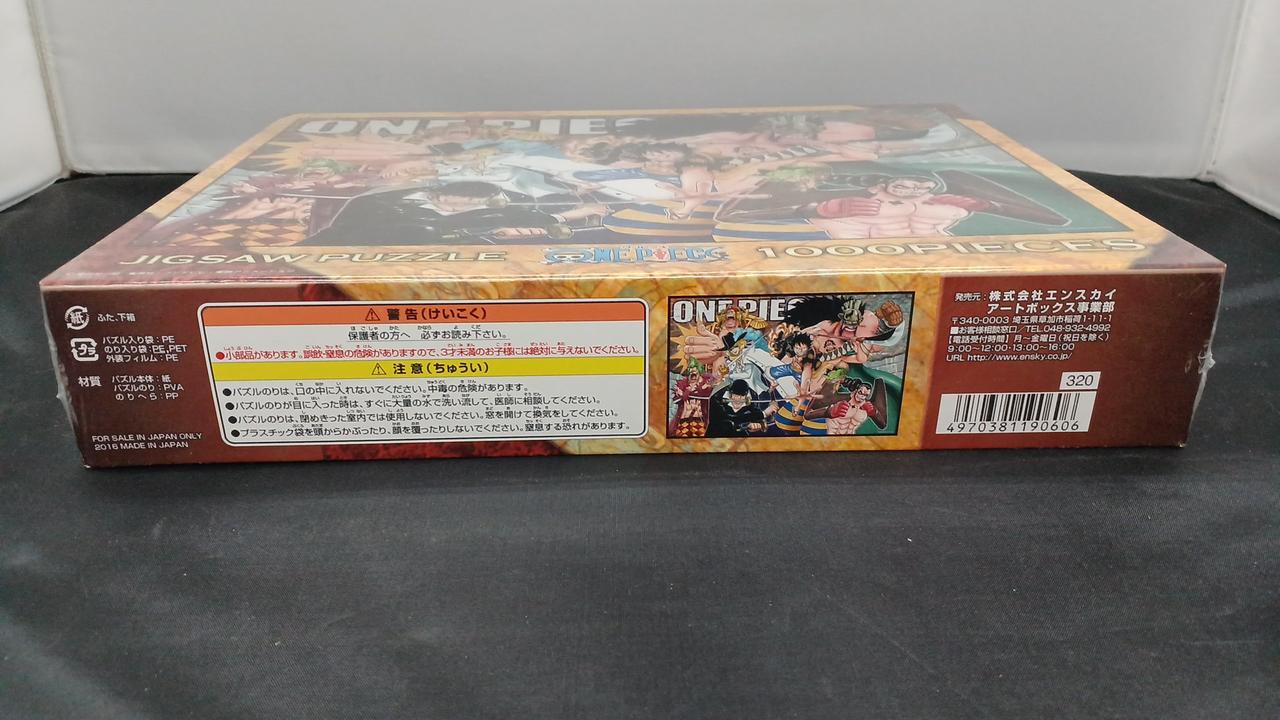 ONE PIE
JIGSAW PUZZLE
ONE PIECE
1000PIECES
紙
ふた、下箱
プラ
パズル入り袋：PE
のり入り袋：PE,PET
外装フィルム：PE
材質
パズル本体：紙
パズルのり：PVA
のりへら：PP
FOR SALE IN JAPAN ONLY
2016 MADE IN JAPAN
警告(けいこく)
保護者の方へ 必ずお読み下さい。
●小部品があります。誤飲・窒息の危険がありますので、3才未満のお子様には絶対に与えないでください。
注意(ちゅうい)
●パズルのりは、口の中に入れないでください。中毒の危険があります。
●パズルのりが目に入った時は、すぐに大量の水で洗い流して、医師に相談してください。
●パズルのりは、閉めきった室内では使用しないでください。窓を開けて換気をしてください。
●プラスチック袋を頭からかぶったり、顔を覆ったりしないでください。窒息する恐れがあります。
ONE PIEC
発売元：株式会社エンスカイ
アートボックス事業部
〒340-0003 埼玉県草加市稲荷1-11-1
■お客様相談窓口／TEL.048-932-4992
【電話受付時間】月～金曜日（祝日を除く）
9：00～12：00・13：00～16：00
URL http://www.ensky.co.jp/
320
4970381190606